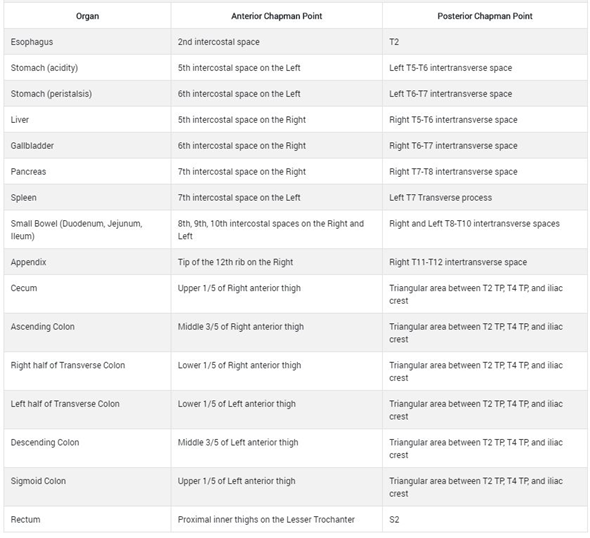 Organ Anterior Chapman Point Posterior Chapman Point
Esophagus 2nd intercostal space T2
Stomach (acidity) 5th intercostal space on the Left Left T5-T6 intertransverse space
Stomach (peristalsis) 6th intercostal space on the Left Left T6-T7 intertransverse space
Liver 5th intercostal space on the Right Right T5-T6 intertransverse space
Gallbladder 6th intercostal space on the Right Right T6-T7 intertransverse space
Pancreas 7th intercostal space on the Right Right T7-T8 intertransverse space
Spleen 7th intercostal space on the Left Left T7 Transverse process
Small Bowel (Duodenum, Jejunum, 8th, 9th, 10th intercostal spaces on the Right and Right and Left T8-T10 intertransverse spaces
Ileum) Left
Appendix Tip of the 12th rib on the Right Right T11-T12 intertransverse space
Cecum Upper 1/5 of Right anterior thigh Triangular area between T2 TP, T4 TP, and iliac
crest
Ascending Colon Middle 3/5 of Right anterior thigh Triangular area between T2 TP, T4 TP, and iliac
crest
Right half of Transverse Colon Lower 1/5 of Right anterior thigh Triangular area between T2 TP, T4 TP, and iliac
crest
Left half of Transverse Colon Lower 1/5 of Left anterior thigh Triangular area between T2 TP, T4 TP, and iliac
crest
Descending Colon Middle 3/5 of Left anterior thigh Triangular area between T2 TP, T4 TP, and iliac
crest
Sigmoid Colon Upper 1/5 of Left anterior thigh Triangular area between T2 TP, T4 TP, and iliac
crest
Rectum Proximal inner thighs on the Lesser Trochanter S2